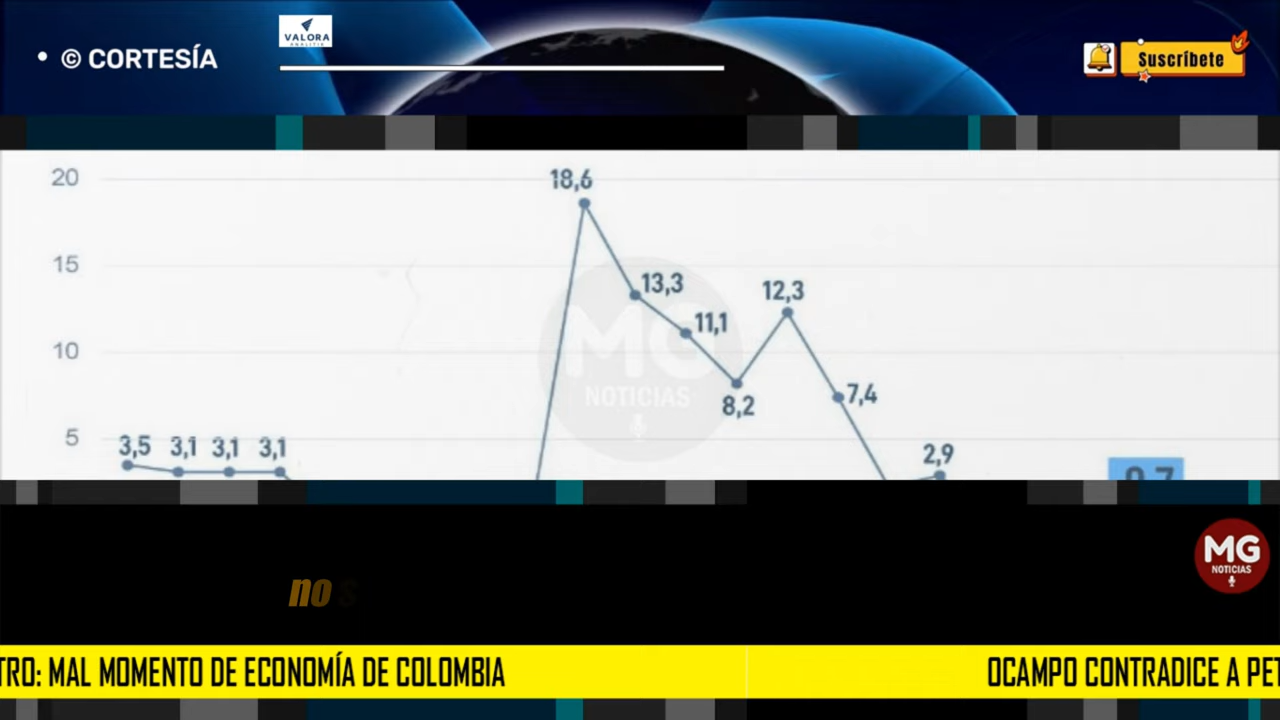 • © CORTESÍA
VALORA
ANALITIK
Suscríbete
20
18,6
15
13,3
12,3
11,1
10
8,2
7,4
5
3,5 3,1 3,1 3,1
2,9
MG
NOTICIAS
MG
NOTICIAS
no s
TRO: MAL MOMENTO DE ECONOMÍA DE COLOMBIA
OCAMPO CONTRADICE A PET